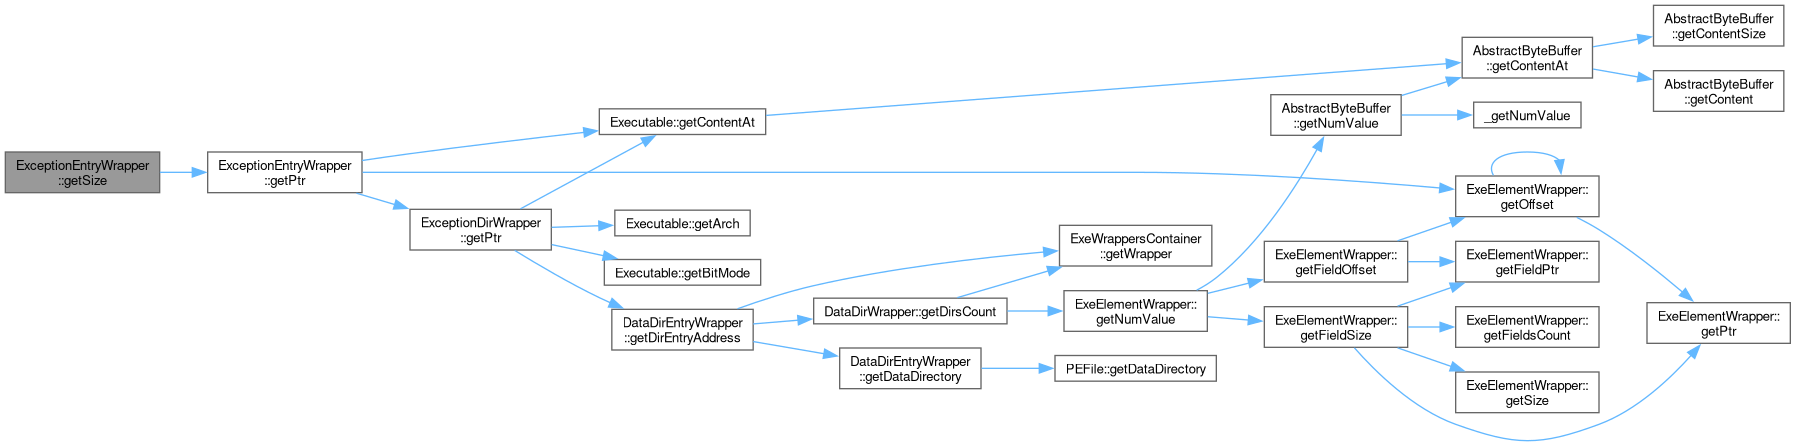 ExceptionEntryWrapper
::getSize
ExceptionEntryWrapper
::getPtr
Executable::getContentAt
ExceptionDirWrapper
::getPtr
Executable::getArch
Executable::getBitMode
DataDirEntryWrapper
::getDirEntryAddress
DataDirWrapper::getDirsCount
DataDirEntryWrapper
::getDataDirectory
ExeWrappersContainer
::getWrapper
ExeElementWrapper::
getNumValue
PEFile::getDataDirectory
AbstractByteBuffer
::getNumValue
ExeElementWrapper::
getFieldOffset
ExeElementWrapper::
getFieldSize
AbstractByteBuffer
::getContentAt
_getNumValue
ExeElementWrapper::
getOffset
ExeElementWrapper::
getFieldPtr
ExeElementWrapper::
getFieldsCount
ExeElementWrapper::
getSize
AbstractByteBuffer
::getContentSize
AbstractByteBuffer
::getContent
ExeElementWrapper::
getPtr